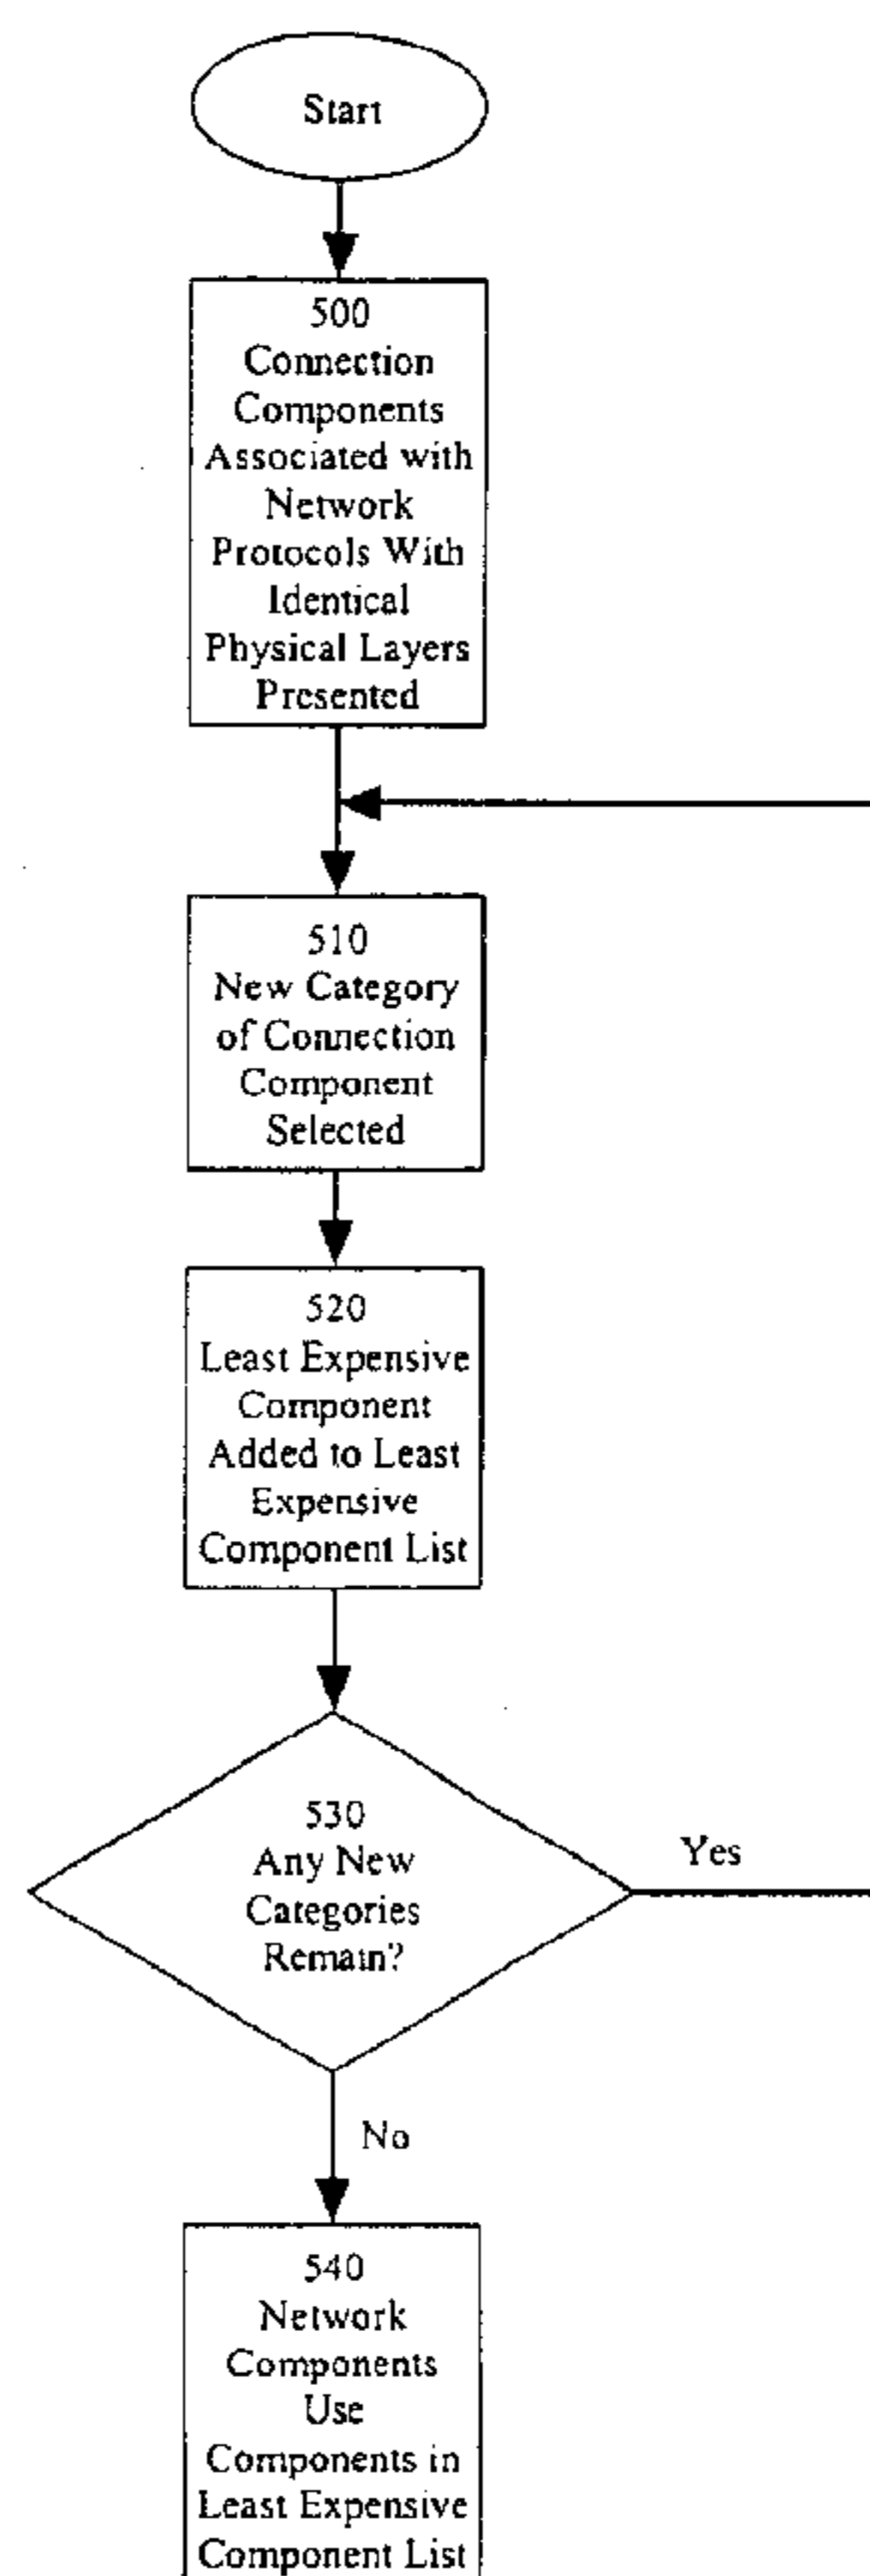 Start
500
Connection
Components
Associated with
Network
Protocols With
Identical
Physical Layers
Presented
510
New Category
of Connection
Component
Selected
520
Least Expensive
Component
Added to Least
Expensive
Component List
530
Any New
Categories
Remain?
Yes
No
540
Network
Components
Use
Components in
Least Expensive
Component List